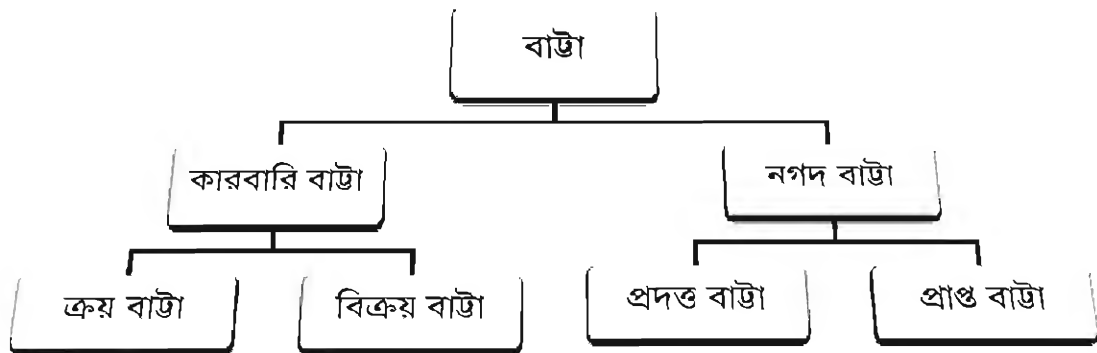 বাট্টা
কারবারি বাট্টা
নগদ বাট্টা
ক্রয় বাট্টা
বিক্রয় বাট্টা
প্রদত্ত বাট্টা
প্রাপ্ত বাট্টা